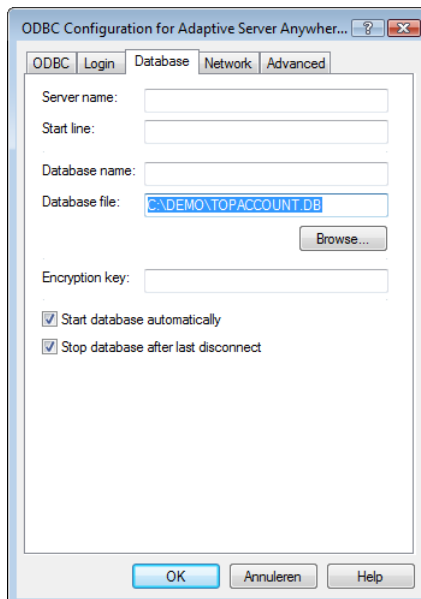 ODBC Configuration for Adaptive Server Anywher...
ODBC Login Database Network Advanced
Server name:
Start line:
Database name:
Database file: C:\DEMO\TOPACCOUNT.DB
Browse...
Encryption key:
Start database automatically
Stop database after last disconnect
OK Annuleren Help